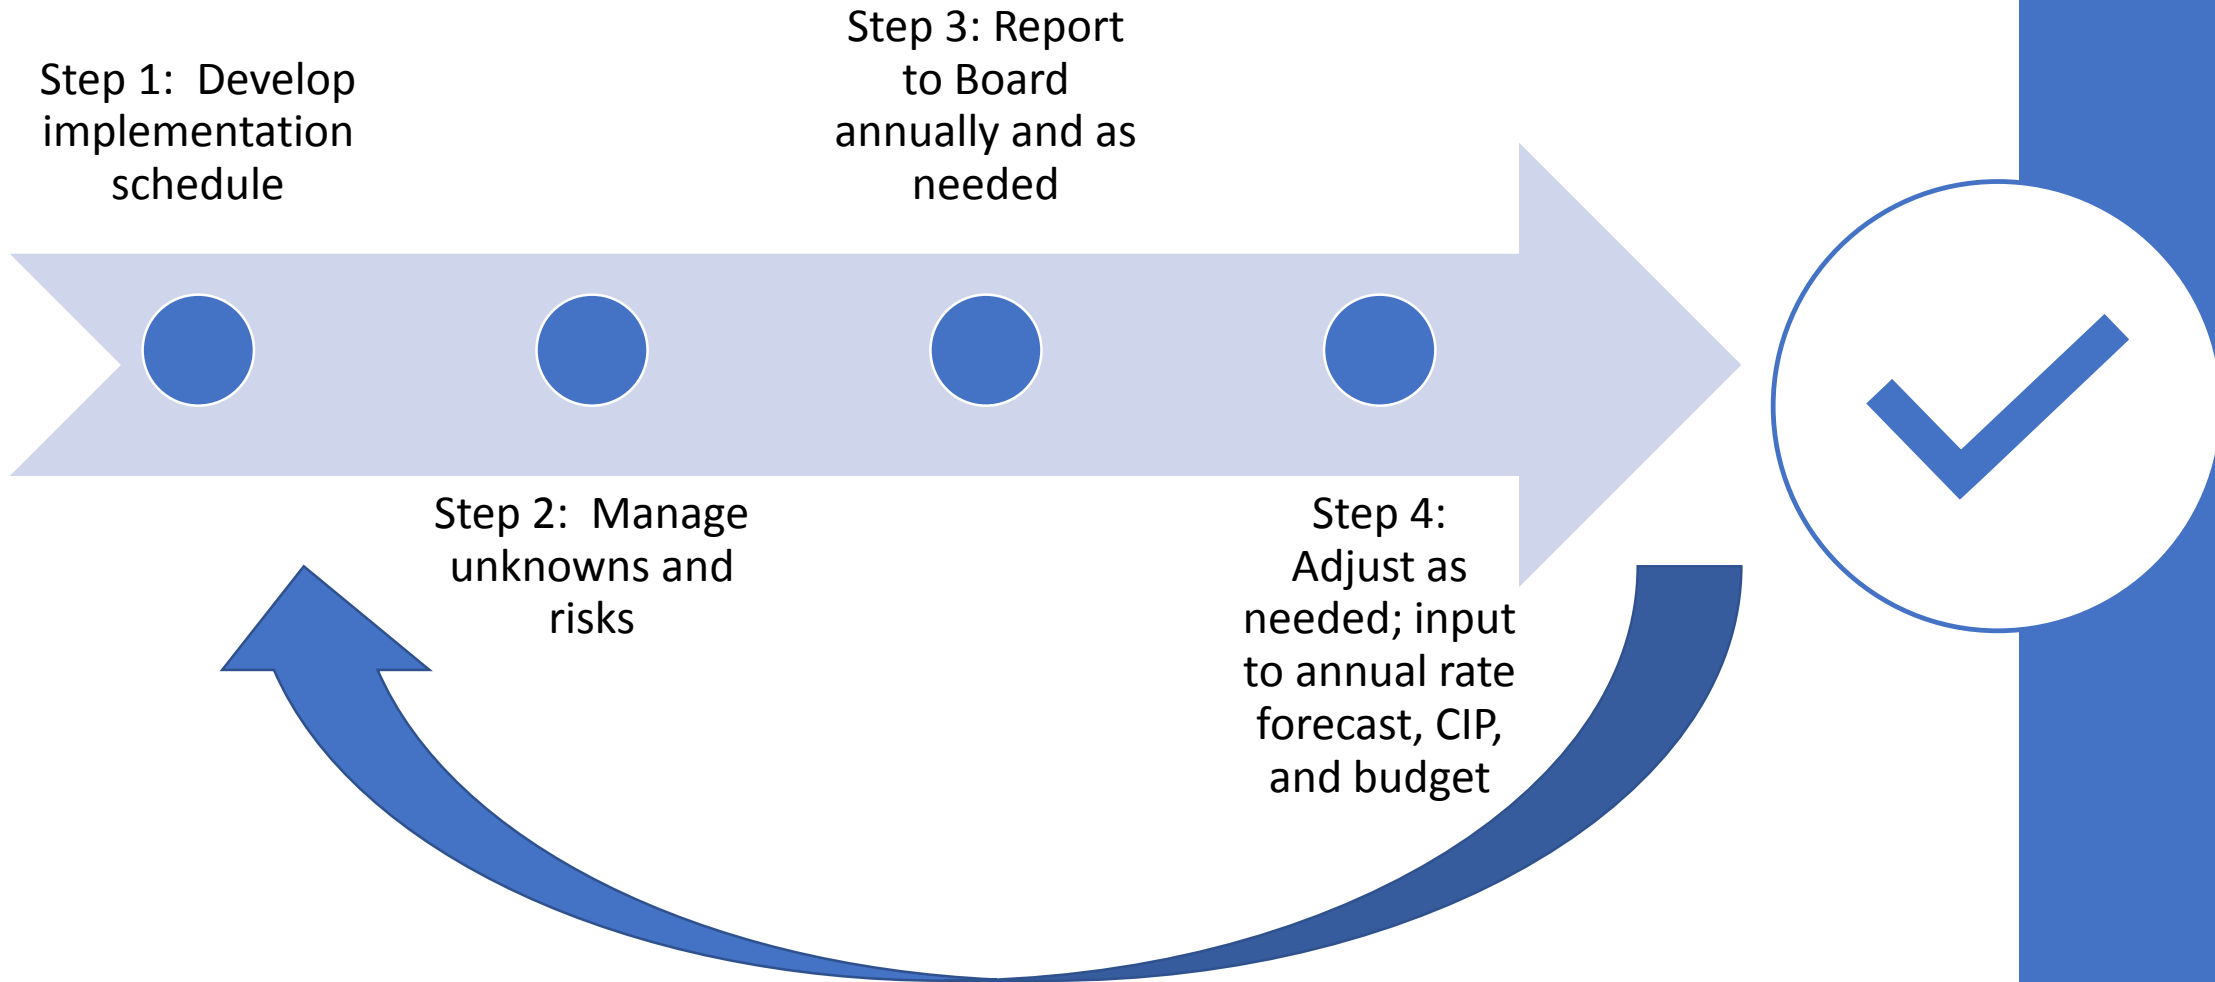 Step 1:  Develop
implementation
schedule
Step 2:  Manage
unknowns and
risks
Step 3: Report
to Board
annually and as
needed
Step 4:
Adjust as
needed; input
to annual rate
forecast, CIP,
and budget